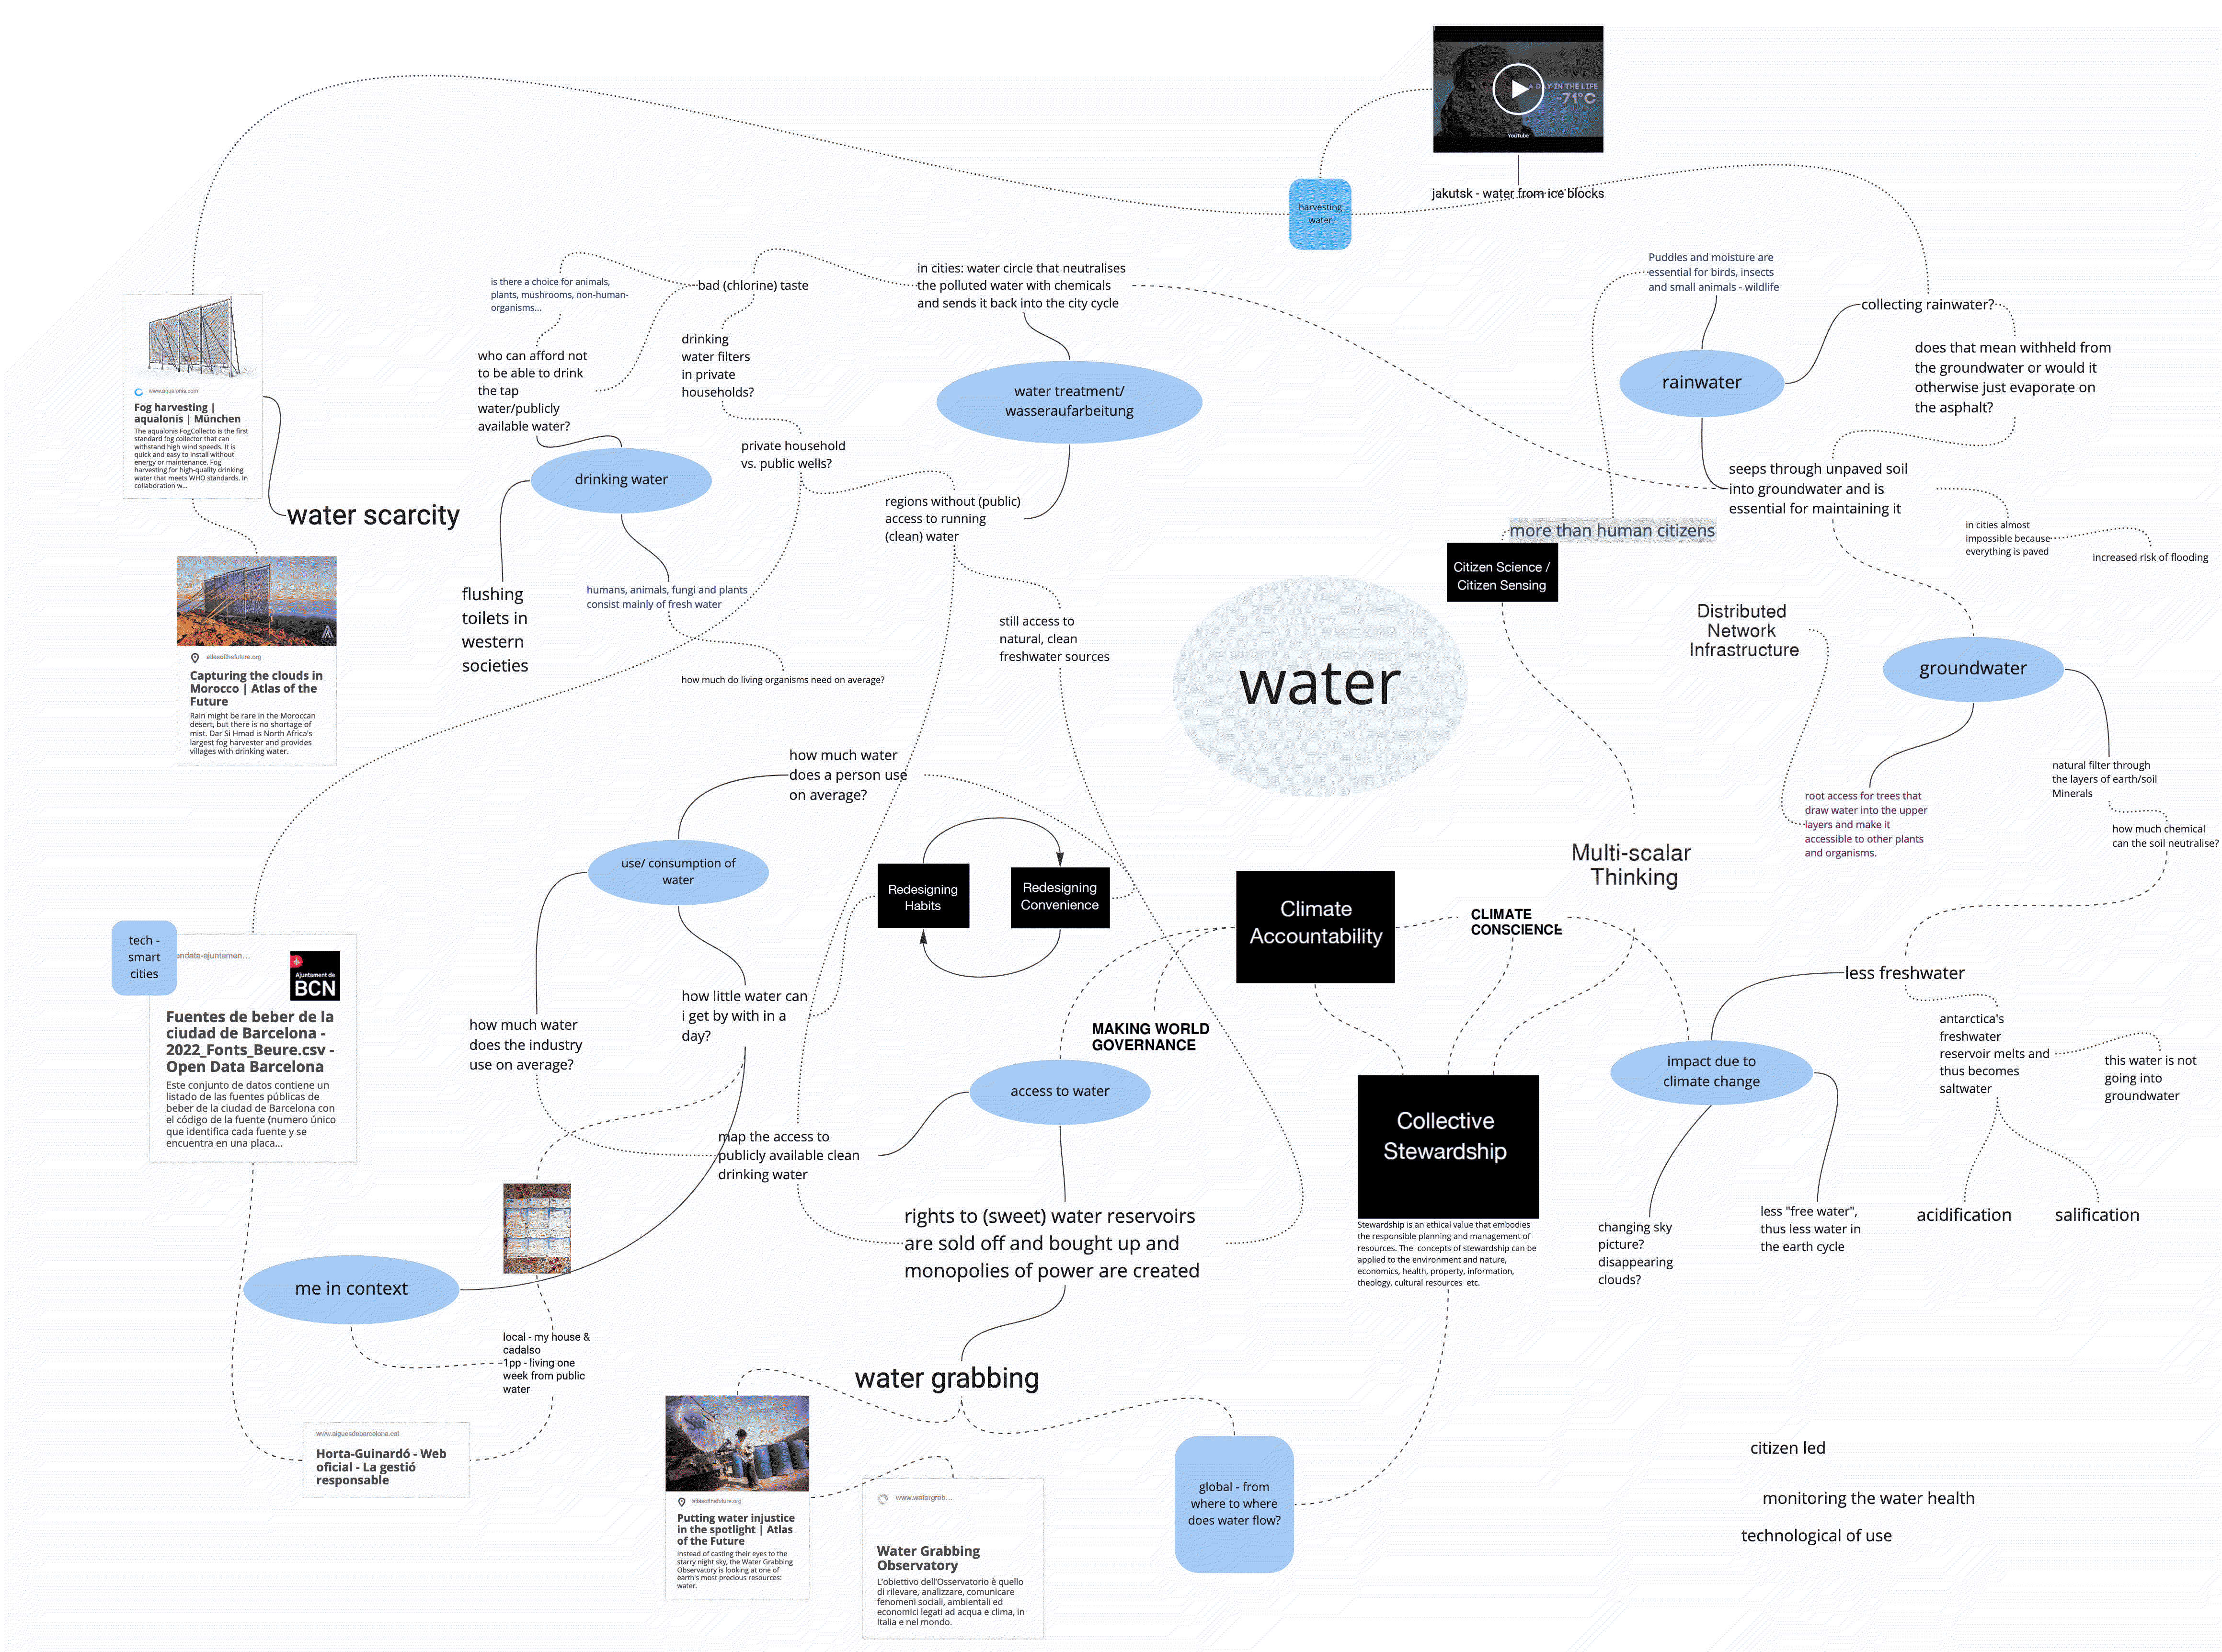 A DAY IN THE LIFE
-71°C
YouTube
jakutsk - water from ice blocks
harvesting
water
Puddles and moisture are
essential for birds, insects
and small animals - wildlife
collecting rainwater?
does that mean withheld from
the groundwater or would it
otherwise just evaporate on
the asphalt?
rainwater
seeps through unpaved soil
into groundwater and is
essential for maintaining it
in cities almost
impossible because
everything is paved
increased risk of flooding
is there a choice for animals,
plants, mushrooms, non-human-
organisms...
bad (chlorine) taste
in cities: water circle that neutralises
the polluted water with chemicals
and sends it back into the city cycle
who can afford not
to be able to drink
the tap
water/publicly
available water?
drinking
water filters
in private
households?
water treatment/
wasseraufarbeitung
private household
vs. public wells?
drinking water
regions without (public)
access to running
(clean) water
www.aqualonis.com
Fog harvesting |
aqualonis | München
The aqualonis FogCollecto is the first
standard fog collector that can
withstand high wind speeds. It is
quick and easy to install without
energy or maintenance. Fog
harvesting for high-quality drinking
water that meets WHO standards. In
collaboration w...
water scarcity
atlasofthefuture.org
Capturing the clouds in
Morocco | Atlas of the
Future
Rain might be rare in the Moroccan
desert, but there is no shortage of
mist. Dar Si Hmad is North Africa's
largest fog harvester and provides
villages with drinking water.
flushing
toilets in
western
societies
humans, animals, fungi and plants
consist mainly of fresh water
how much do living organisms need on average?
still access to
natural, clean
freshwater sources
water
more than human citizens
Citizen Science /
Citizen Sensing
Distributed
Network
Infrastructure
groundwater
root access for trees that
draw water into the upper
layers and make it
accessible to other plants
and organisms.
natural filter through
the layers of earth/soil
Minerals
how much chemical
can the soil neutralise?
how much water
does a person use
on average?
use/ consumption of
water
Redesigning
Habits
Redesigning
Convenience
Climate
Accountability
CLIMATE
CONSCIENCE
Multi-scalar
Thinking
less freshwater
antarctica's
freshwater
reservoir melts and
thus becomes
saltwater
this water is not
going into
groundwater
acidification
salification
impact due to
climate change
changing sky
picture?
disappearing
clouds?
less "free water",
thus less water in
the earth cycle
tech -
smart
cities
endata-ajuntamen...
Ajuntament de
BCN
Fuentes de beber de la
ciudad de Barcelona -
2022_Fonts_Beure.csv -
Open Data Barcelona
Este conjunto de datos contiene un
listado de las fuentes públicas de
beber de la ciudad de Barcelona con
el código de la fuente (numero único
que identifica cada fuente y se
encuentra en una placa...
how much water
does the industry
use on average?
how little water can
i get by with in a
day?
MAKING WORLD
GOVERNANCE
access to water
map the access to
publicly available clean
drinking water
rights to (sweet) water reservoirs
are sold off and bought up and
monopolies of power are created
Collective
Stewardship
Stewardship is an ethical value that embodies
the responsible planning and management of
resources. The concepts of stewardship can be
applied to the environment and nature,
economics, health, property, information,
theology, cultural resources etc.
me in context
local - my house &
cadalso
1pp - living one
week from public
water
www.aiguesdebarcelona.cat
Horta-Guinardó - Web
oficial - La gestió
responsable
water grabbing
atlasofthefuture.org
Putting water injustice
in the spotlight | Atlas
of the Future
Instead of casting their eyes to the
starry night sky, the Water Grabbing
Observatory is looking at one of
earth's most precious resources:
water.
www.watergrab...
Water Grabbing
Observatory
L'obiettivo dell'Osservatorio è quello
di rilevare, analizzare, comunicare
fenomeni sociali, ambientali ed
economici legati ad acqua e clima, in
Italia e nel mondo.
global - from
where to where
does water flow?
citizen led
monitoring the water health
technological of use